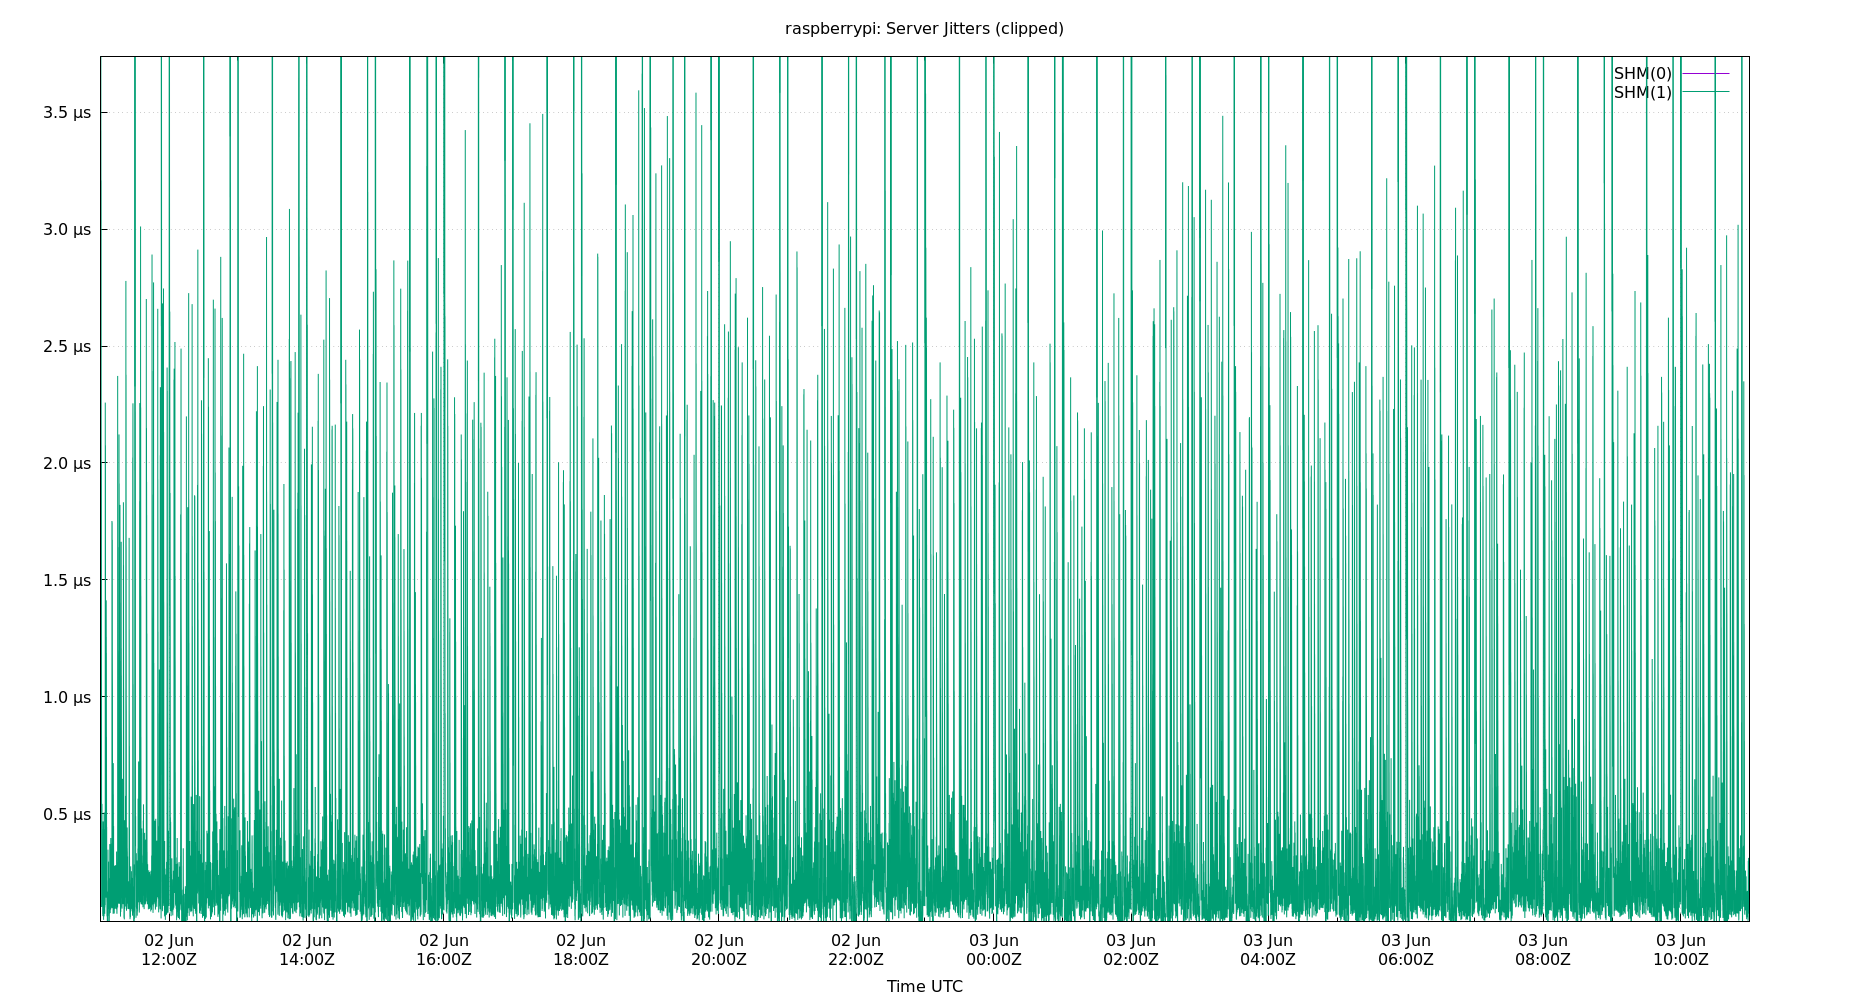 raspberrypi: Server Jitters (clipped)
SHM(0)
SHM(1)
3.5 µs
3.0 µs
2.5 µs
2.0 µs
1.5 µs
1.0 µs
0.5 µs
02 Jun 02 Jun 02 Jun 02 Jun 02 Jun 02 Jun 03 Jun 03 Jun 03 Jun 03 Jun 03 Jun 03 Jun
12:00Z 14:00Z 16:00Z 18:00Z 20:00Z 22:00Z 00:00Z 02:00Z 04:00Z 06:00Z 08:00Z 10:00Z
Time UTC